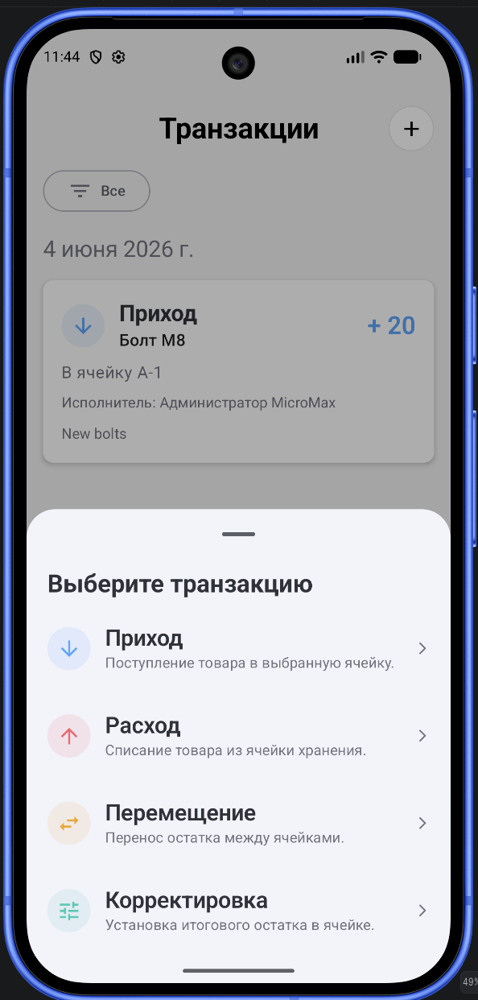 11:44
Транзакции
Все
4 июня 2026 г.
Приход
+ 20
Болт М8
В ячейку А-1
Исполнитель: Администратор MicroMax
New bolts
Выберите транзакцию
Приход
Поступление товара в выбранную ячейку.
Расход
Списание товара из ячейки хранения.
Перемещение
Перенос остатка между ячейками.
Корректировка
Установка итогового остатка в ячейке.
49%